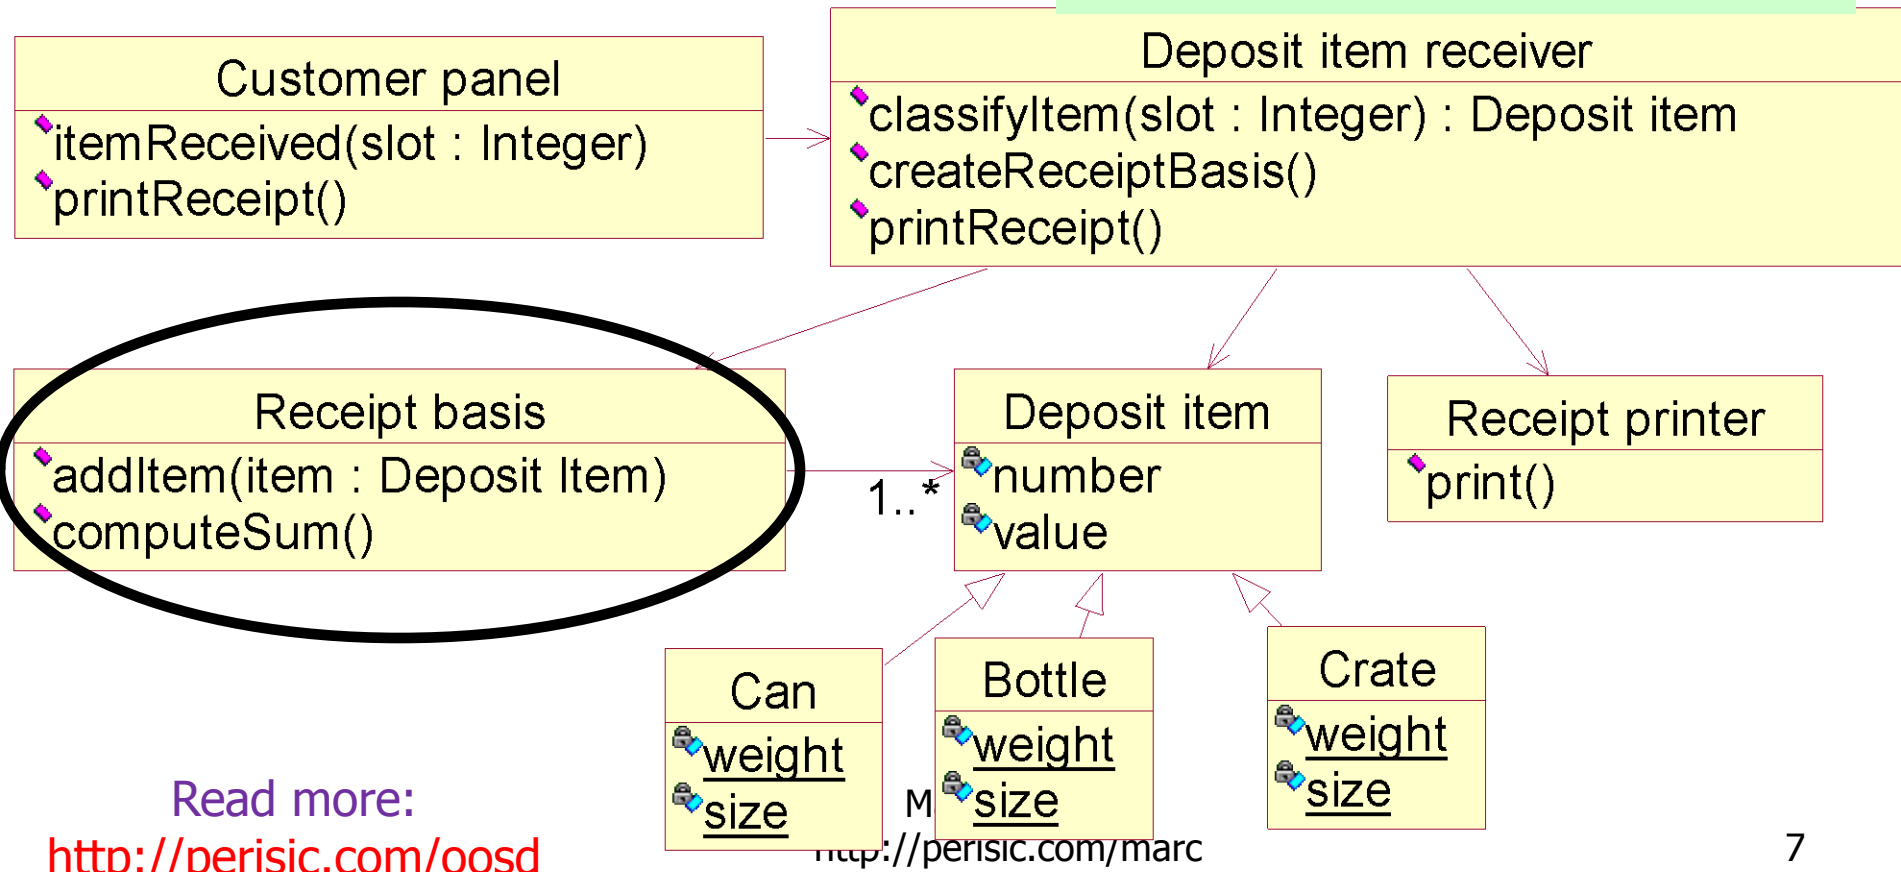 Customer panel
itemReceived(slot : Integer)
printReceipt()
Deposit item receiver
classifyItem(slot : Integer) : Deposit item
createReceiptBasis()
printReceipt()
Receipt basis
addItem(item : Deposit Item)
computeSum()
1..*
Deposit item
number
value
Receipt printer
print()
Can
weight
size
Bottle
weight
size
Crate
weight
size
Read more:
http://perisic.com/oosd
http://perisic.com/marc
7